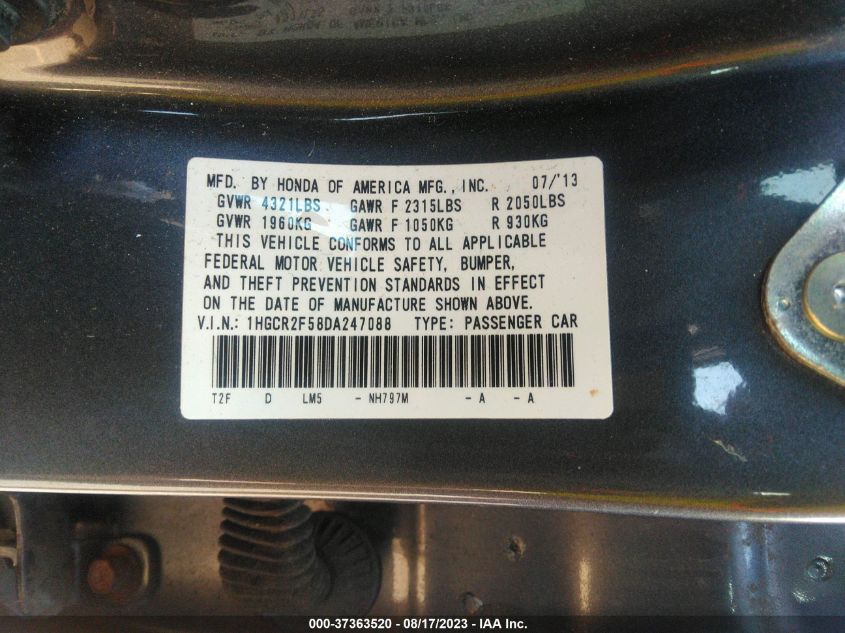 MFD. BY HONDA OF AMERICA MFG., INC. 07/'13
GVWR 4321LBS GAWR F 2315LBS R 2050LBS
GVWR 1960KG GAWR F 1050KG R 930KG
THIS VEHICLE CONFORMS TO ALL APPLICABLE
FEDERAL MOTOR VEHICLE SAFETY, BUMPER,
AND THEFT PREVENTION STANDARDS IN EFFECT
ON THE DATE OF MANUFACTURE SHOWN ABOVE.
V.I.N.: 1HGCR2F58DA247088 TYPE: PASSENGER CAR
T2F D LM5 - NH797M - A - A
000-37363520 - 08/17/2023 - IAA Inc.